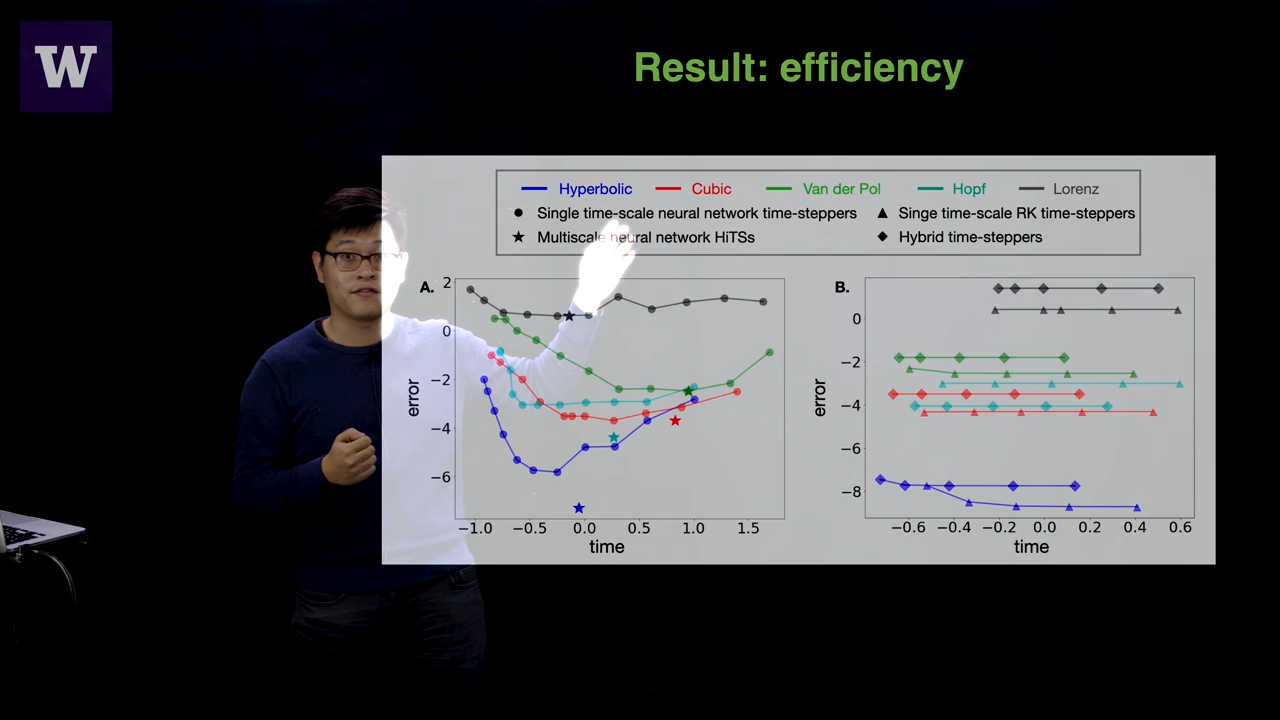 W
Result: efficiency
Hyperbolic Cubic Van der Pol Hopf Lorenz
Single time-scale neural network time-steppers Singe time-scale RK time-steppers
Multiscale neural network HiTSs Hybrid time-steppers
A.
2
0
−2
−4
−6
error
−1.0 −0.5 0.0 0.5 1.0 1.5
time
B.
0
−2
−4
−6
−8
error
−0.6 −0.4 −0.2 0.0 0.2 0.4 0.6
time